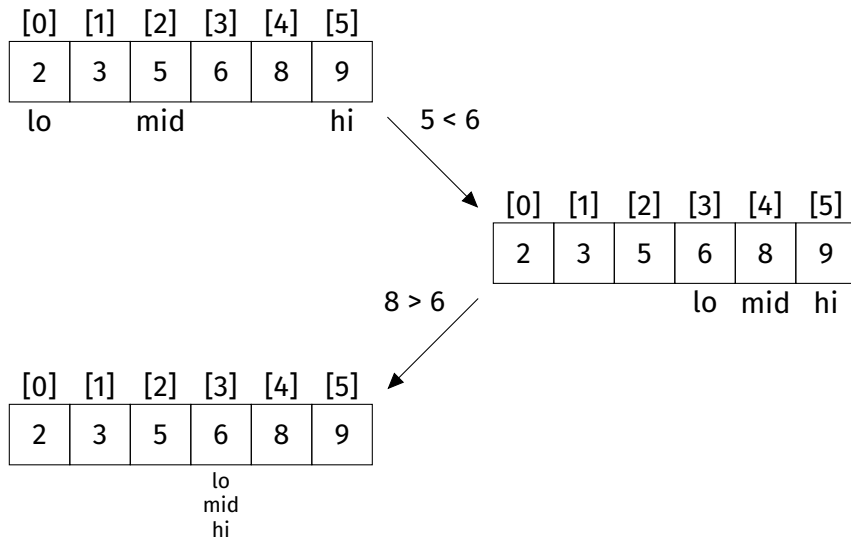 [0] [1] [2] [3] [4] [5]
2 3 5 6 8 9
lo mid hi
5 < 6
[0] [1] [2] [3] [4] [5]
2 3 5 6 8 9
lo mid hi
8 > 6
[0] [1] [2] [3] [4] [5]
2 3 5 6 8 9
lo
mid
hi